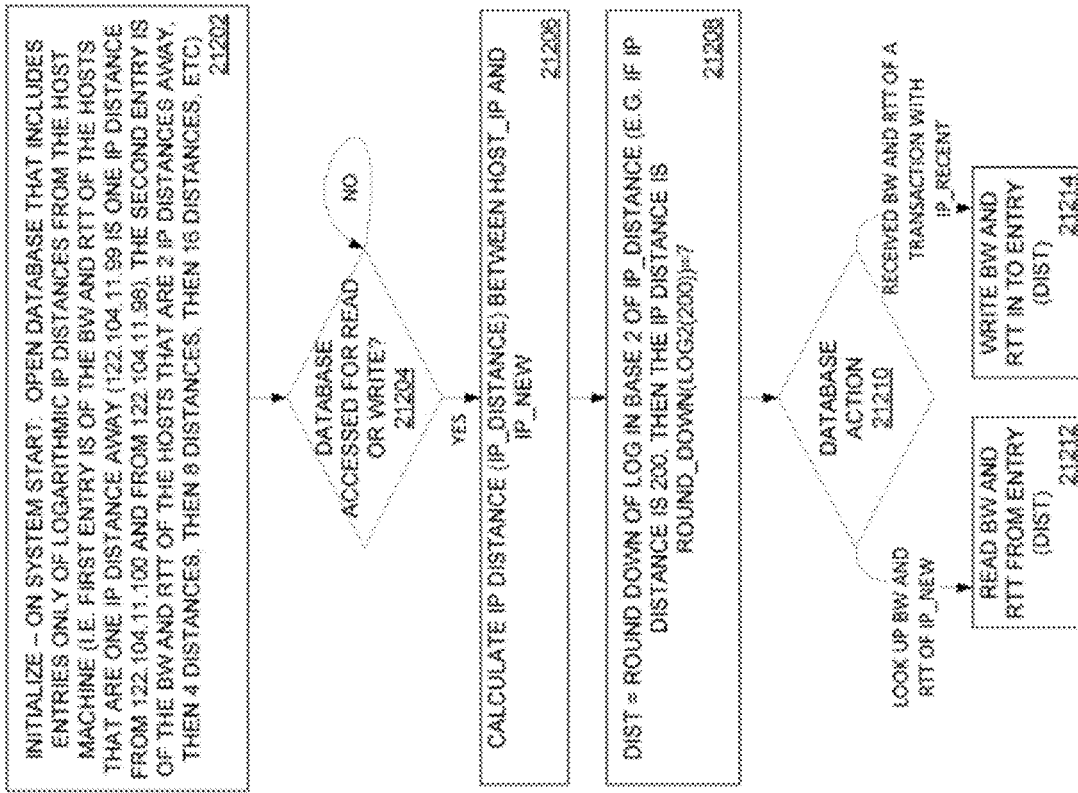 INITIALIZE – ON SYSTEM START. OPEN DATABASE THAT INCLUDES
ENTRIES ONLY OF LOGARITHMIC IP DISTANCES FROM THE HOST
MACHINE (I.E. FIRST ENTRY IS OF THE BW AND RTT OF THE HOSTS
THAT ARE ONE IP DISTANCE AWAY (122.104.11.99 IS ONE IP DISTANCE
FROM 122.104.11.100 AND FROM 122.104.11.98), THE SECOND ENTRY IS
OF THE BW AND RTT OF THE HOSTS THAT ARE 2 IP DISTANCES AWAY,
THEN 4 DISTANCES, THEN 8 DISTANCES, THEN 16 DISTANCES, ETC)
21202
DATABASE
ACCESSED FOR READ
OR WRITE?
21204
NO
YES
CALCULATE IP DISTANCE (IP_DISTANCE) BETWEEN HOST_IP AND
IP_NEW
21206
DIST = ROUND DOWN OF LOG IN BASE 2 OF IP_DISTANCE (E.G. IF IP
DISTANCE IS 200, THEN THE IP DISTANCE IS
ROUND_DOWN(LOG2(200))=7
21208
DATABASE
ACTION
21210
LOOK UP BW AND
RTT OF IP_NEW
RECEIVED BW AND RTT OF A
TRANSACTION WITH
IP_RECENT
READ BW AND
RTT FROM ENTRY
(DIST)
21212
WRITE BW AND
RTT IN TO ENTRY
(DIST)
21214